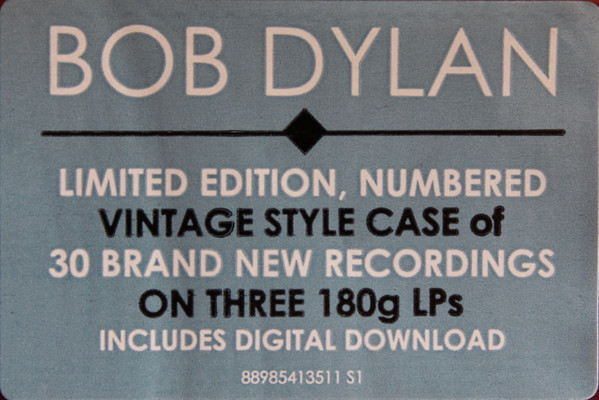 BOB DYLAN
LIMITED EDITION, NUMBERED
VINTAGE STYLE CASE of
30 BRAND NEW RECORDINGS
ON THREE 180g LPs
INCLUDES DIGITAL DOWNLOAD
88985413511 S1